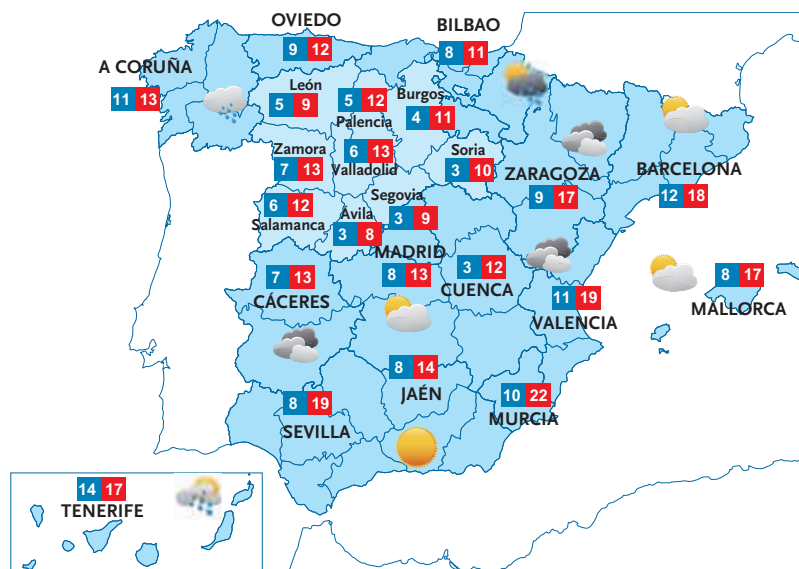 OVIEDO
9 12
BILBAO
8 11
A CORUÑA
11 13
León
5 9
5 12
Palencia
Burgos
4 11
Zamora
7 13
6 13
Valladolid
Soria
3 10
ZARAGOZA
9 17
BARCELONA
12 18
6 12
Salamanca
Ávila
3 8
Segovia
3 9
MADRID
8 13
3 12
CUENCA
7 13
CÁCERES
11 19
VALENCIA
8 17
MALLORCA
8 14
JAÉN
8 19
SEVILLA
10 22
MURCIA
14 17
TENERIFE